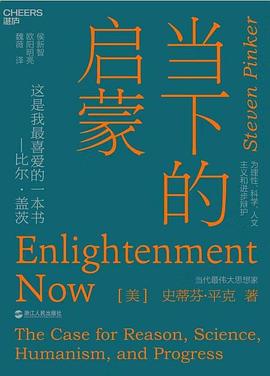 CHEERS
湛庐
Steven Pinker
当下的
启蒙
为理性、科学、人文
主义和进步辩护
这是我最喜爱的一本书
—比尔·盖茨
侯新智
欧阳明亮
魏薇 译
Enlightenment
Now
当代最伟大思想家
[美] 史蒂芬·平克 著
浙江人民出版社
The Case for Reason, Science,
Humanism, and Progress